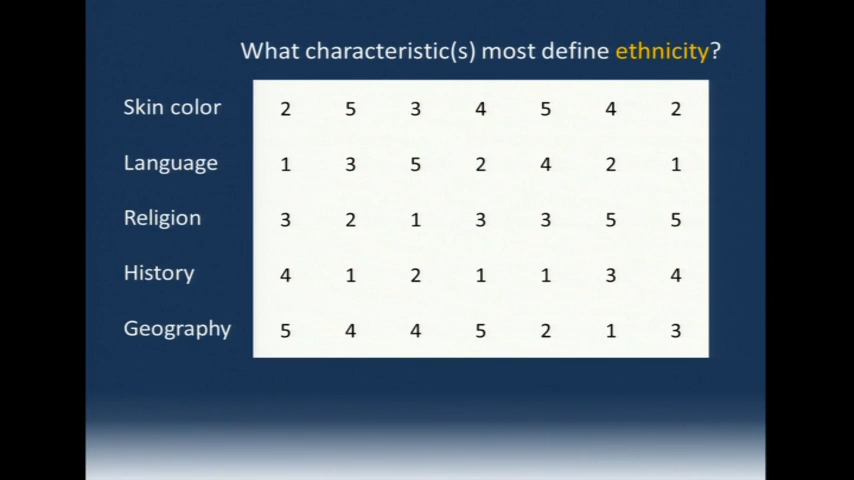 What characteristic(s) most define ethnicity?
Skin color 2 5 3 4 5 4 2
Language 1 3 5 2 4 2 1
Religion 3 2 1 3 3 5 5
History 4 1 2 1 1 3 4
Geography 5 4 4 5 2 1 3